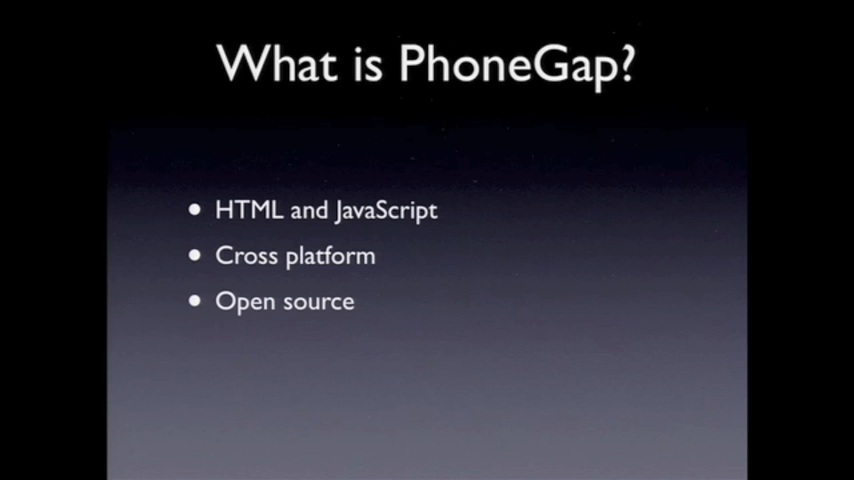 What is PhoneGap?
• HTML and JavaScript
• Cross platform
• Open source